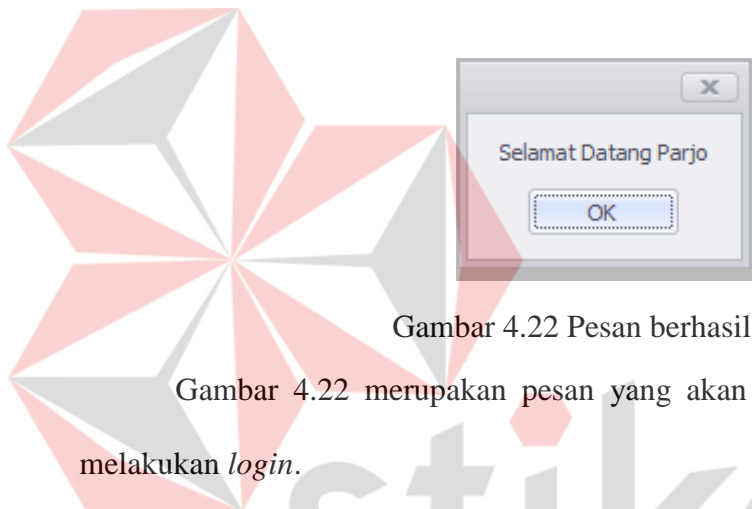 Selamat Datang Parjo
OK
Gambar 4.22 Pesan berhasil
Gambar 4.22 merupakan pesan yang akan
melakukan login.